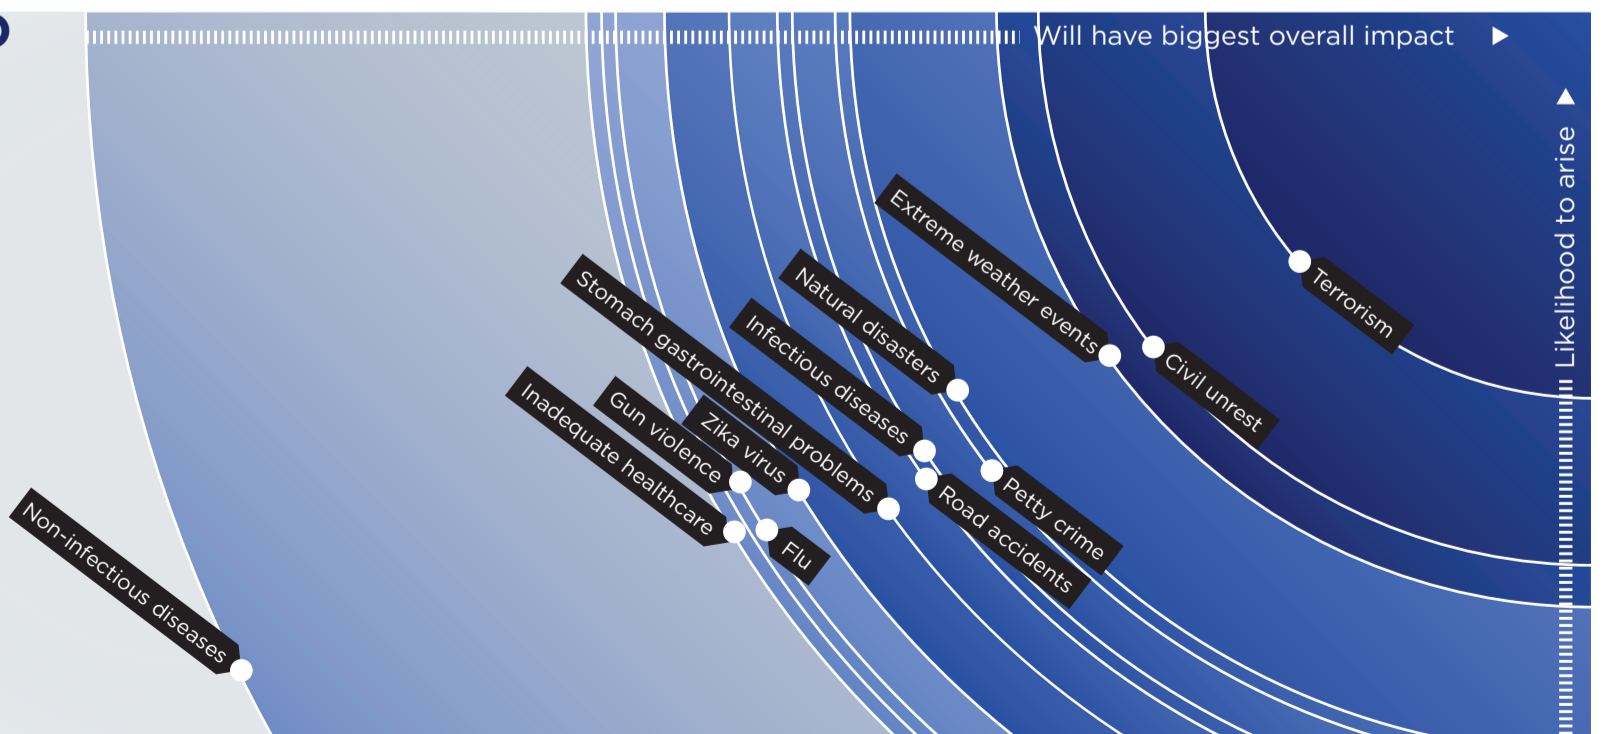 Will have biggest overall impact
Likelihood to arise
Extreme weather events
Terrorism
Natural disasters
Civil unrest
Stomach gastrointestinal problems
Infectious diseases
Inadequate healthcare
Gun violence
Zika virus
Petty crime
Road accidents
Flu
Non-infectious diseases